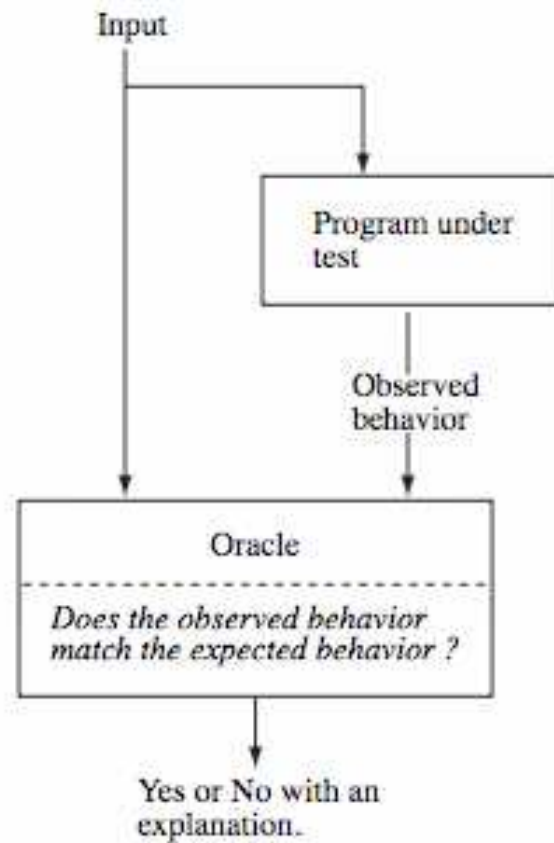 Input
Program under
test
Observed
behavior
Oracle
Does the observed behavior
match the expected behavior ?
Yes or No with an
explanation.